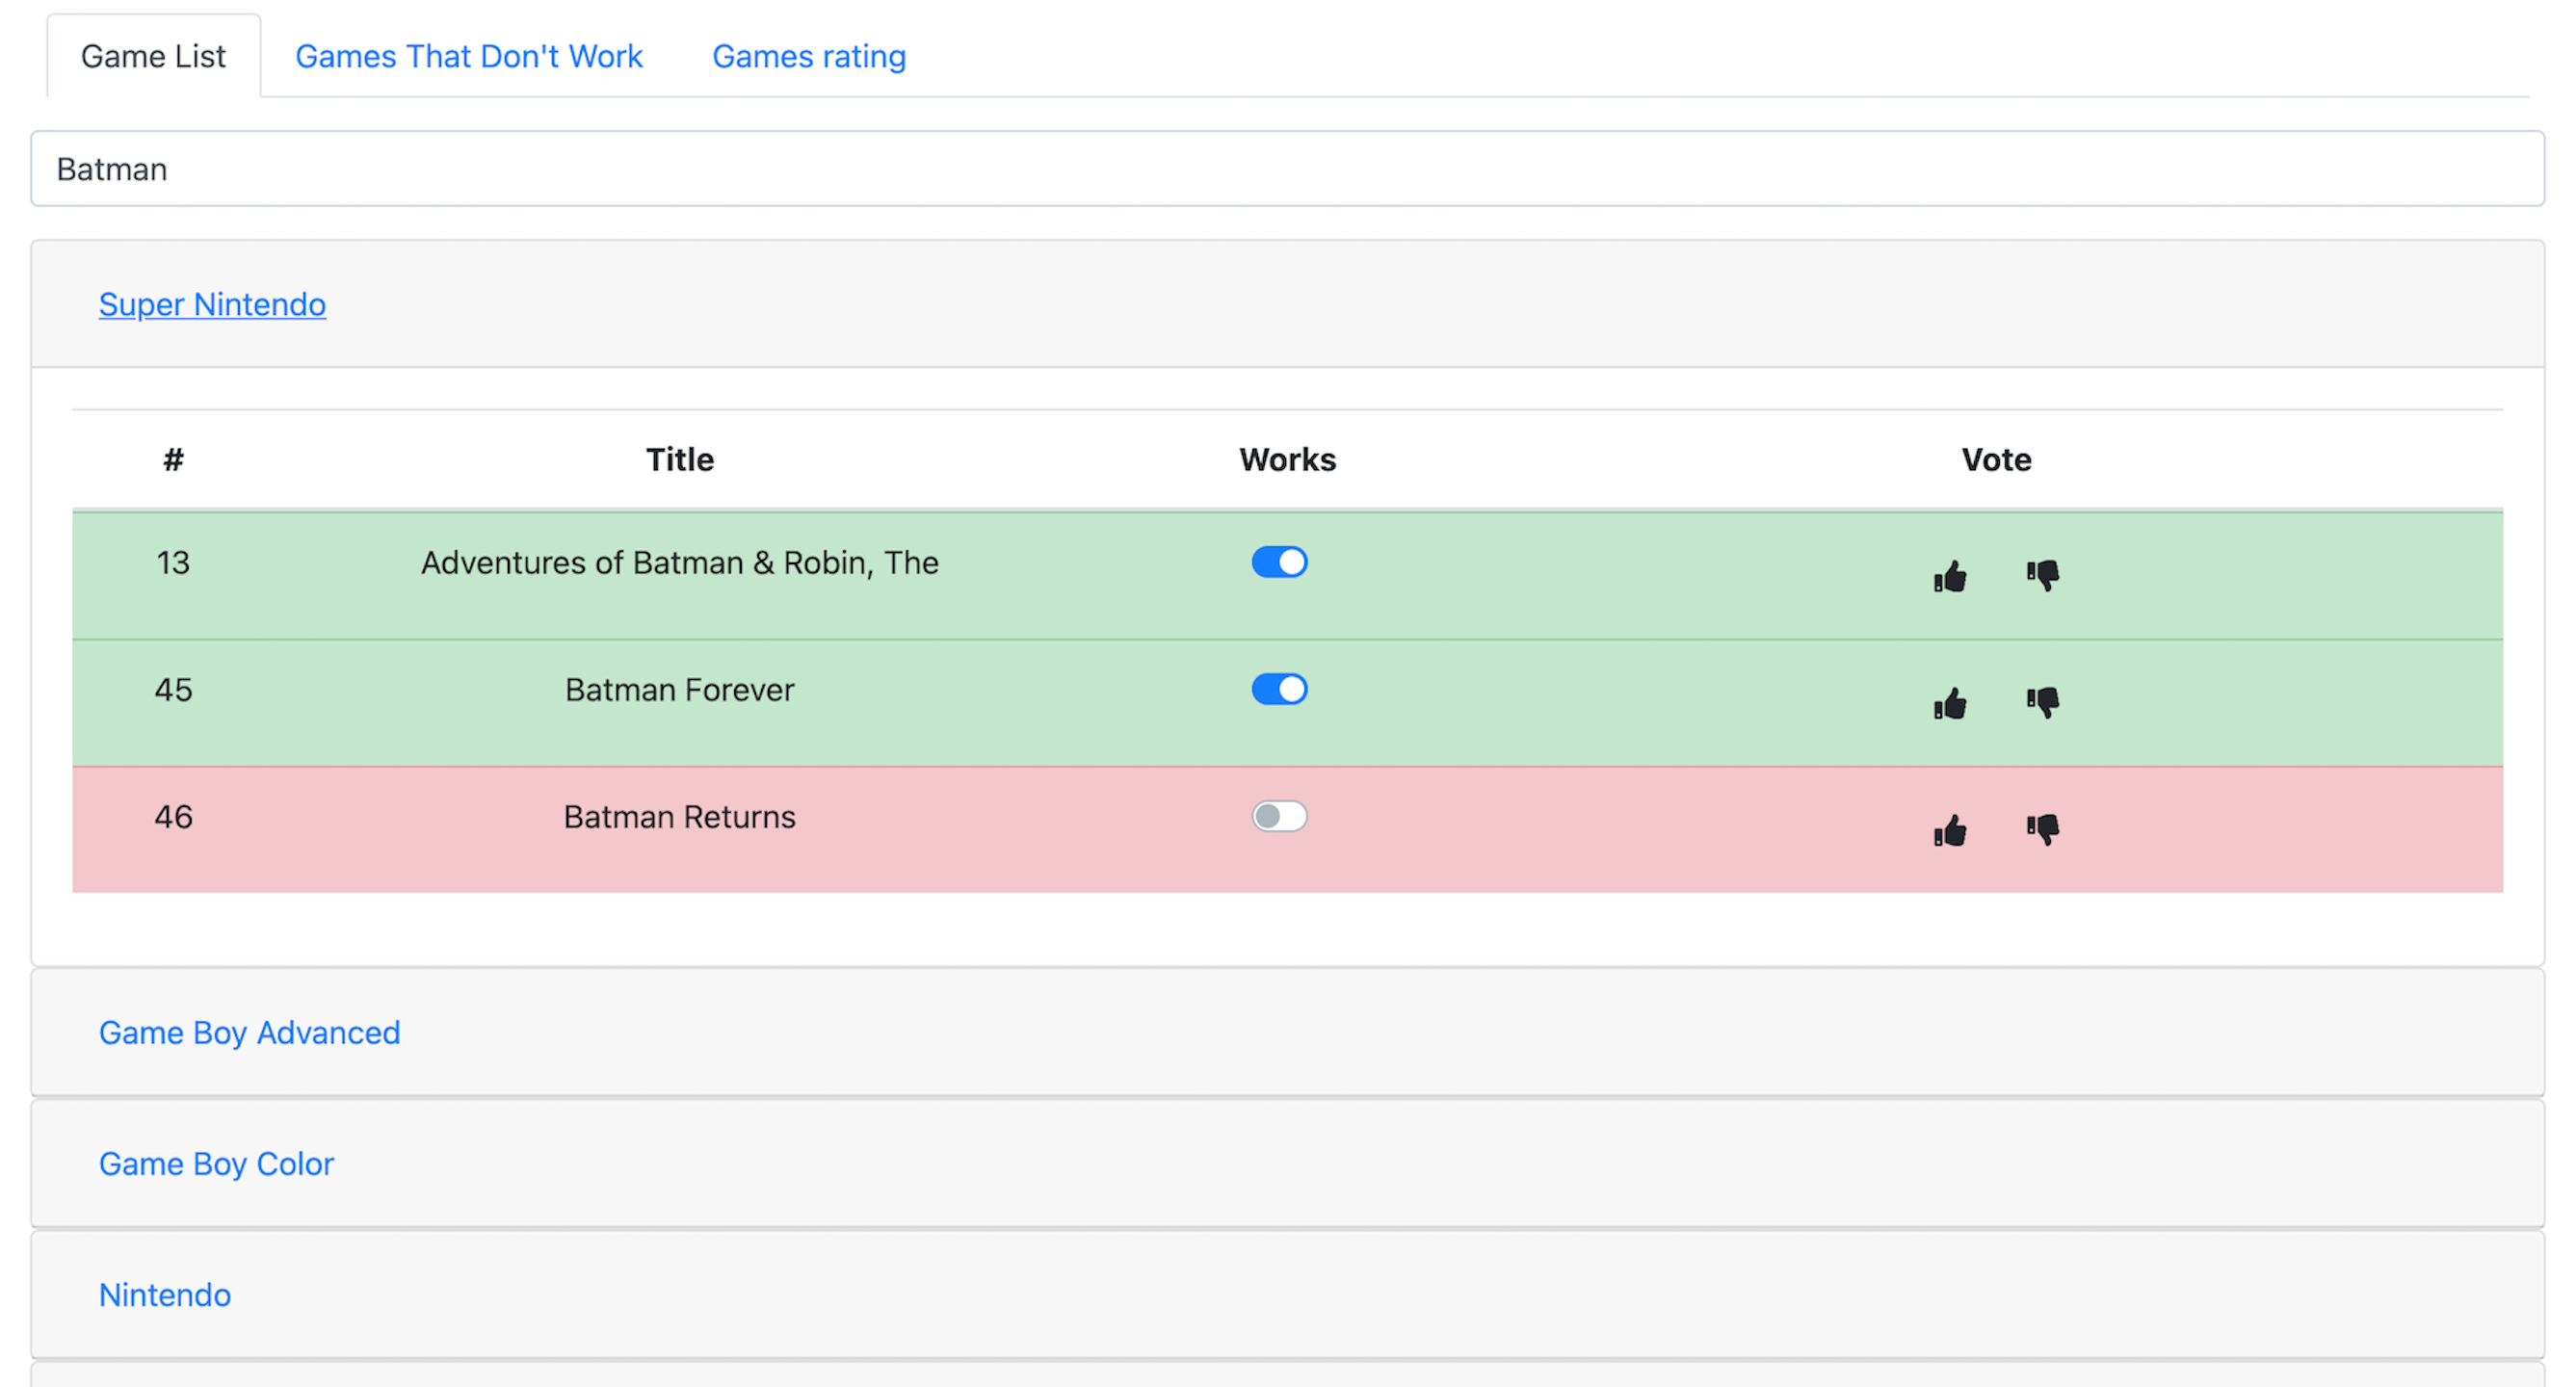 Game List Games That Don't Work Games rating
Batman
Super Nintendo
# Title Works Vote
13 Adventures of Batman & Robin, The
45 Batman Forever
46 Batman Returns
Game Boy Advanced
Game Boy Color
Nintendo